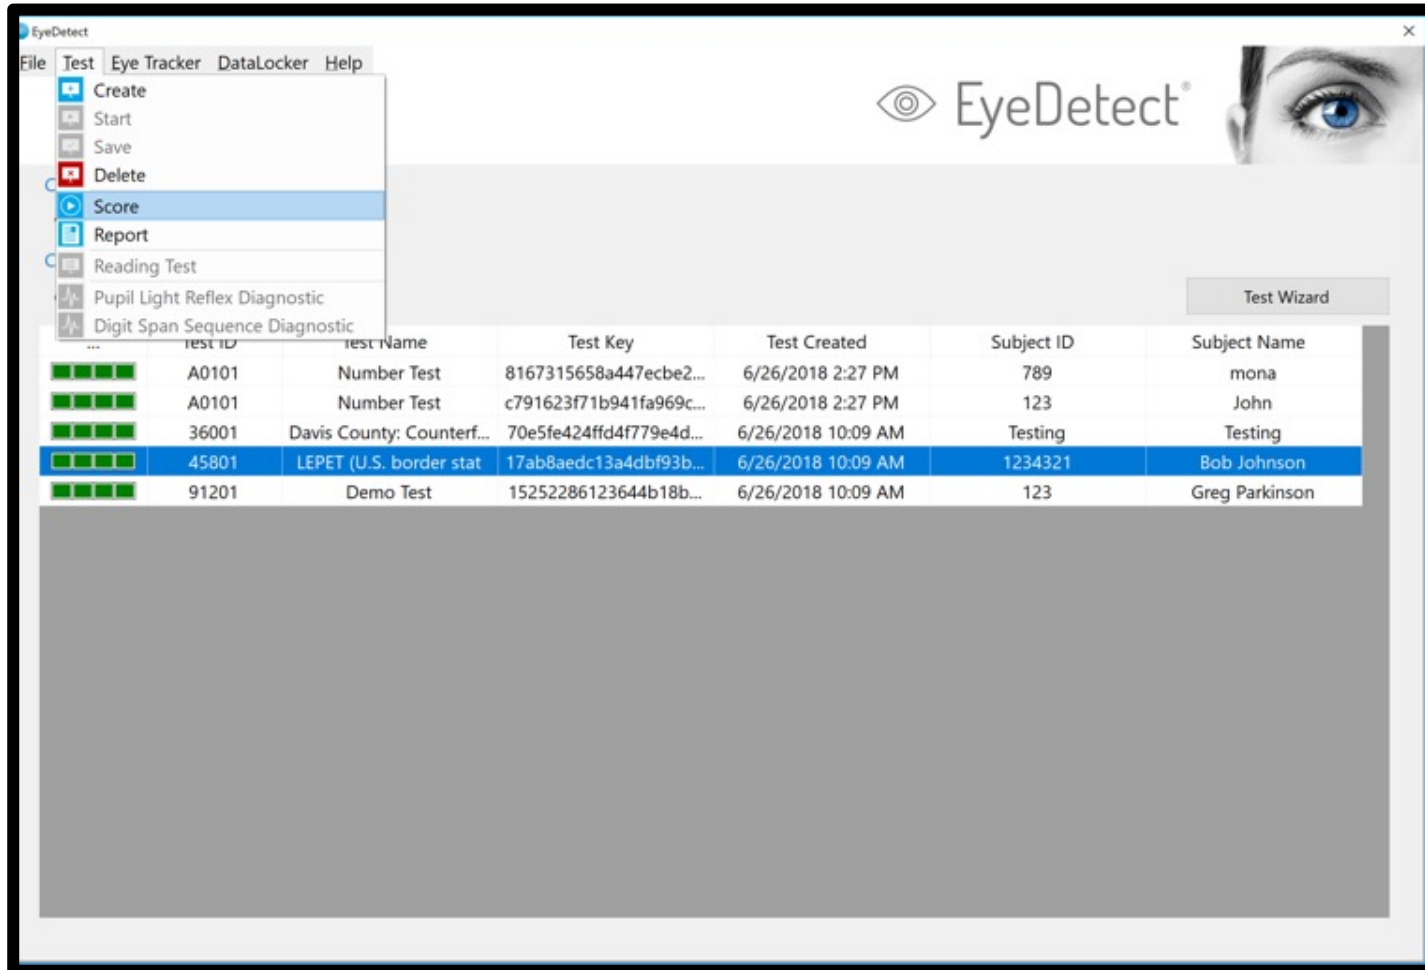 EyeDetect
File Test Eye Tracker DataLocker Help
Create
Start
Save
Delete
Score
Report
Reading Test
Pupil Light Reflex Diagnostic
Digit Span Sequence Diagnostic
EyeDetect®
Test Wizard
... Test ID Test Name Test Key Test Created Subject ID Subject Name
A0101 Number Test 8167315658a447ecbe2... 6/26/2018 2:27 PM 789 mona
A0101 Number Test c791623f71b941fa969c... 6/26/2018 2:27 PM 123 John
36001 Davis County: Counterf... 70e5fe424ffd4f779e4d... 6/26/2018 10:09 AM Testing Testing
45801 LEPET (U.S. border stat 17ab8aedc13a4dbf93b... 6/26/2018 10:09 AM 1234321 Bob Johnson
91201 Demo Test 15252286123644b18b... 6/26/2018 10:09 AM 123 Greg Parkinson